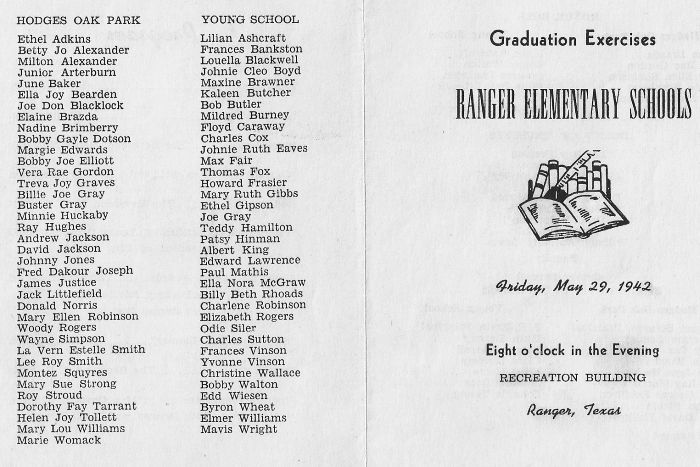 HODGES OAK PARK
Ethel Adkins
Betty Jo Alexander
Milton Alexander
Junior Arterburn
June Baker
Ella Joy Bearden
Joe Don Blacklock
Elaine Brazda
Nadine Brimberry
Bobby Gayle Dotson
Margie Edwards
Bobby Joe Elliott
Vera Rae Gordon
Treva Joy Graves
Billie Joe Gray
Buster Gray
Minnie Huckaby
Ray Hughes
Andrew Jackson
David Jackson
Johnny Jones
Fred Dakour Joseph
James Justice
Jack Littlefield
Donald Norris
Mary Ellen Robinson
Woody Rogers
Wayne Simpson
La Vern Estelle Smith
Lee Roy Smith
Montez Squyres
Mary Sue Strong
Roy Stroud
Dorothy Fay Tarrant
Helen Joy Tollett
Mary Lou Williams
Marie Womack
YOUNG SCHOOL
Lilian Ashcraft
Frances Bankston
Louella Blackwell
Johnie Cleo Boyd
Maxine Brawner
Kaleen Butcher
Bob Butler
Mildred Burney
Floyd Caraway
Charles Cox
Johnie Ruth Eaves
Max Fair
Thomas Fox
Howard Frasier
Mary Ruth Gibbs
Ethel Gipson
Joe Gray
Teddy Hamilton
Patsy Hinman
Albert King
Edward Lawrence
Paul Mathis
Ella Nora McGraw
Billy Beth Rhoads
Charlene Robinson
Elizabeth Rogers
Odie Siler
Charles Sutton
Frances Vinson
Yvonne Vinson
Christine Wallace
Bobby Walton
Edd Wiesen
Byron Wheat
Elmer Williams
Mavis Wright
Graduation Exercises
RANGER ELEMENTARY SCHOOLS
Friday, May 29, 1942
Eight o'clock in the Evening
RECREATION BUILDING
Ranger, Texas